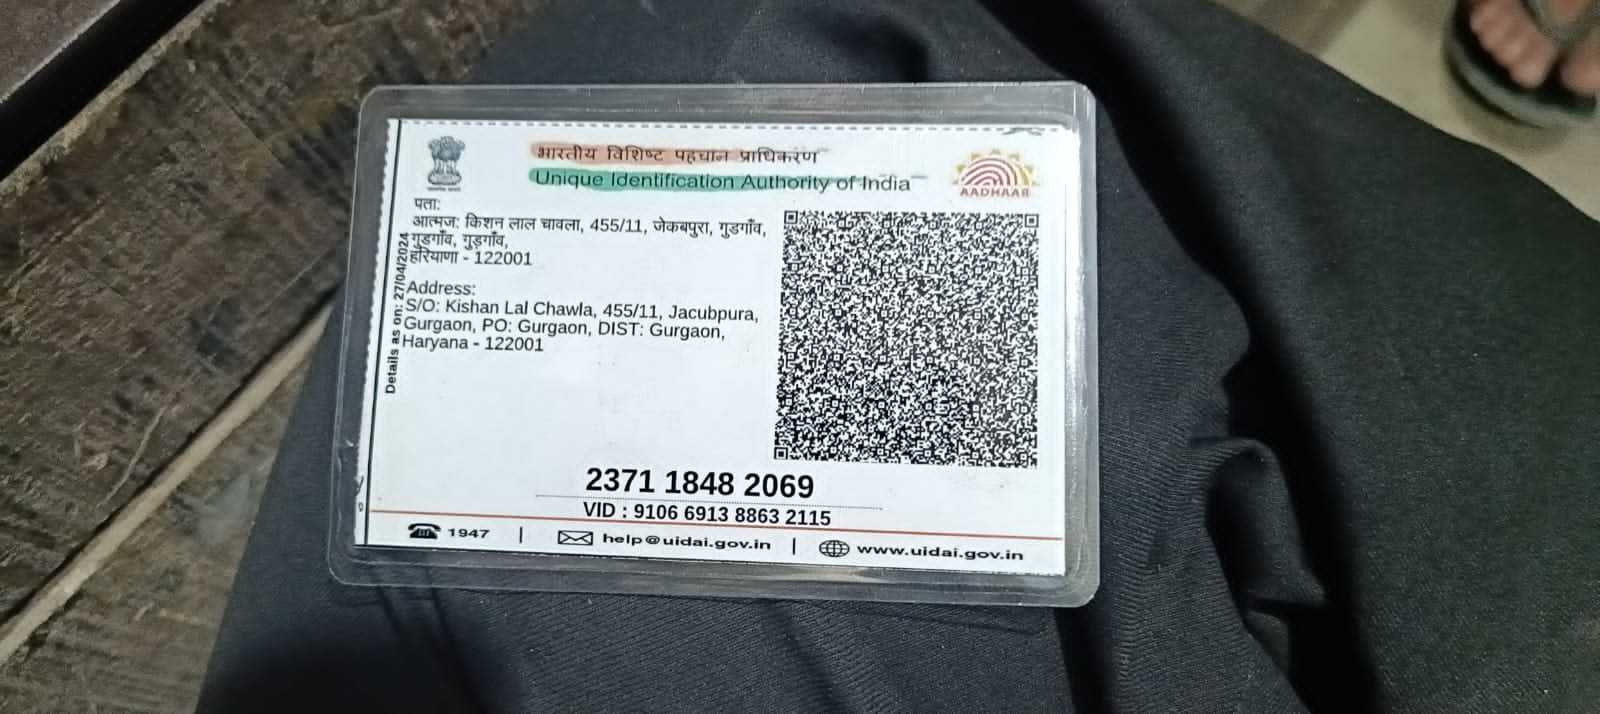 भारतीय विशिष्ट पहचान प्राधिकरण
Unique Identification Authority of India
AADHAAR
पता:
आत्मज: किशन लाल चावला, 455/11, जेकबपुरा, गुडगाँव,
गुडगाँव, गुड़गाँव,
हरियाणा - 122001
Address:
S/O: Kishan Lal Chawla, 455/11, Jacubpura,
Gurgaon, PO: Gurgaon, DIST: Gurgaon,
Haryana - 122001
Details as on: 27/04/2024
2371 1848 2069
VID : 9106 6913 8863 2115
1947 | help@uidai.gov.in | www.uidai.gov.in